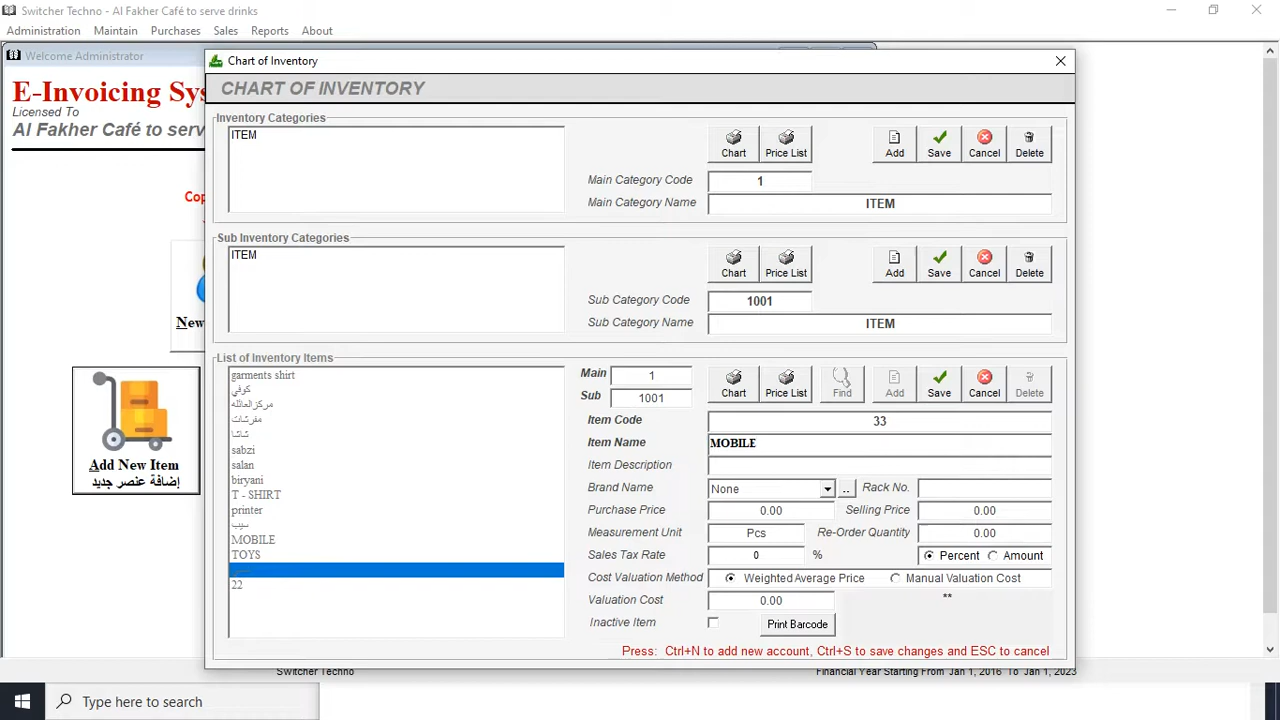 Switcher Techno - Al Fakher Café to serve drinks
Administration Maintain Purchases Sales Reports About
Welcome Administrator
E-Invoicing Sys
Licensed To
Al Fakher Café to serv
Cop
New
Add New Item
إضافة عنصر جديد
Chart of Inventory
CHART OF INVENTORY
Inventory Categories
ITEM
Chart Price List Add Save Cancel Delete
Main Category Code 1
Main Category Name ITEM
Sub Inventory Categories
ITEM
Chart Price List Add Save Cancel Delete
Sub Category Code 1001
Sub Category Name ITEM
List of Inventory Items
garments shirt
كوفي
مركز العائله
مفرشات
شاشا
sabzi
salan
biryani
T - SHIRT
printer
سيب
MOBILE
TOYS
22
Main 1
Sub 1001
Chart Price List Find Add Save Cancel Delete
Item Code 33
Item Name MOBILE
Item Description
Brand Name None .. Rack No.
Purchase Price 0.00 Selling Price 0.00
Measurement Unit Pcs Re-Order Quantity 0.00
Sales Tax Rate 0 % Percent Amount
Cost Valuation Method Weighted Average Price Manual Valuation Cost
Valuation Cost 0.00 **
Inactive Item Print Barcode
Press: Ctrl+N to add new account, Ctrl+S to save changes and ESC to cancel
Switcher Techno Financial Year Starting From Jan 1, 2016 To Jan 1, 2023
Type here to search